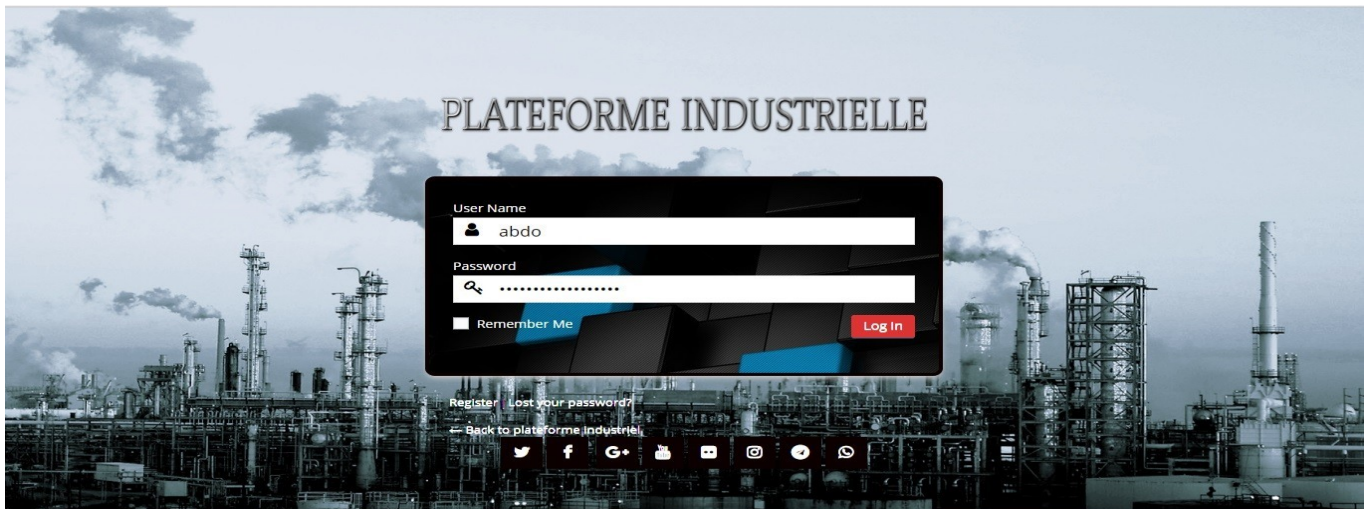 PLATEFORME INDUSTRIELLE
User Name
abdo
Password
••••••••••••••••••
Remember Me
Log In
Register | Lost your password?
← Back to plateforme industriel